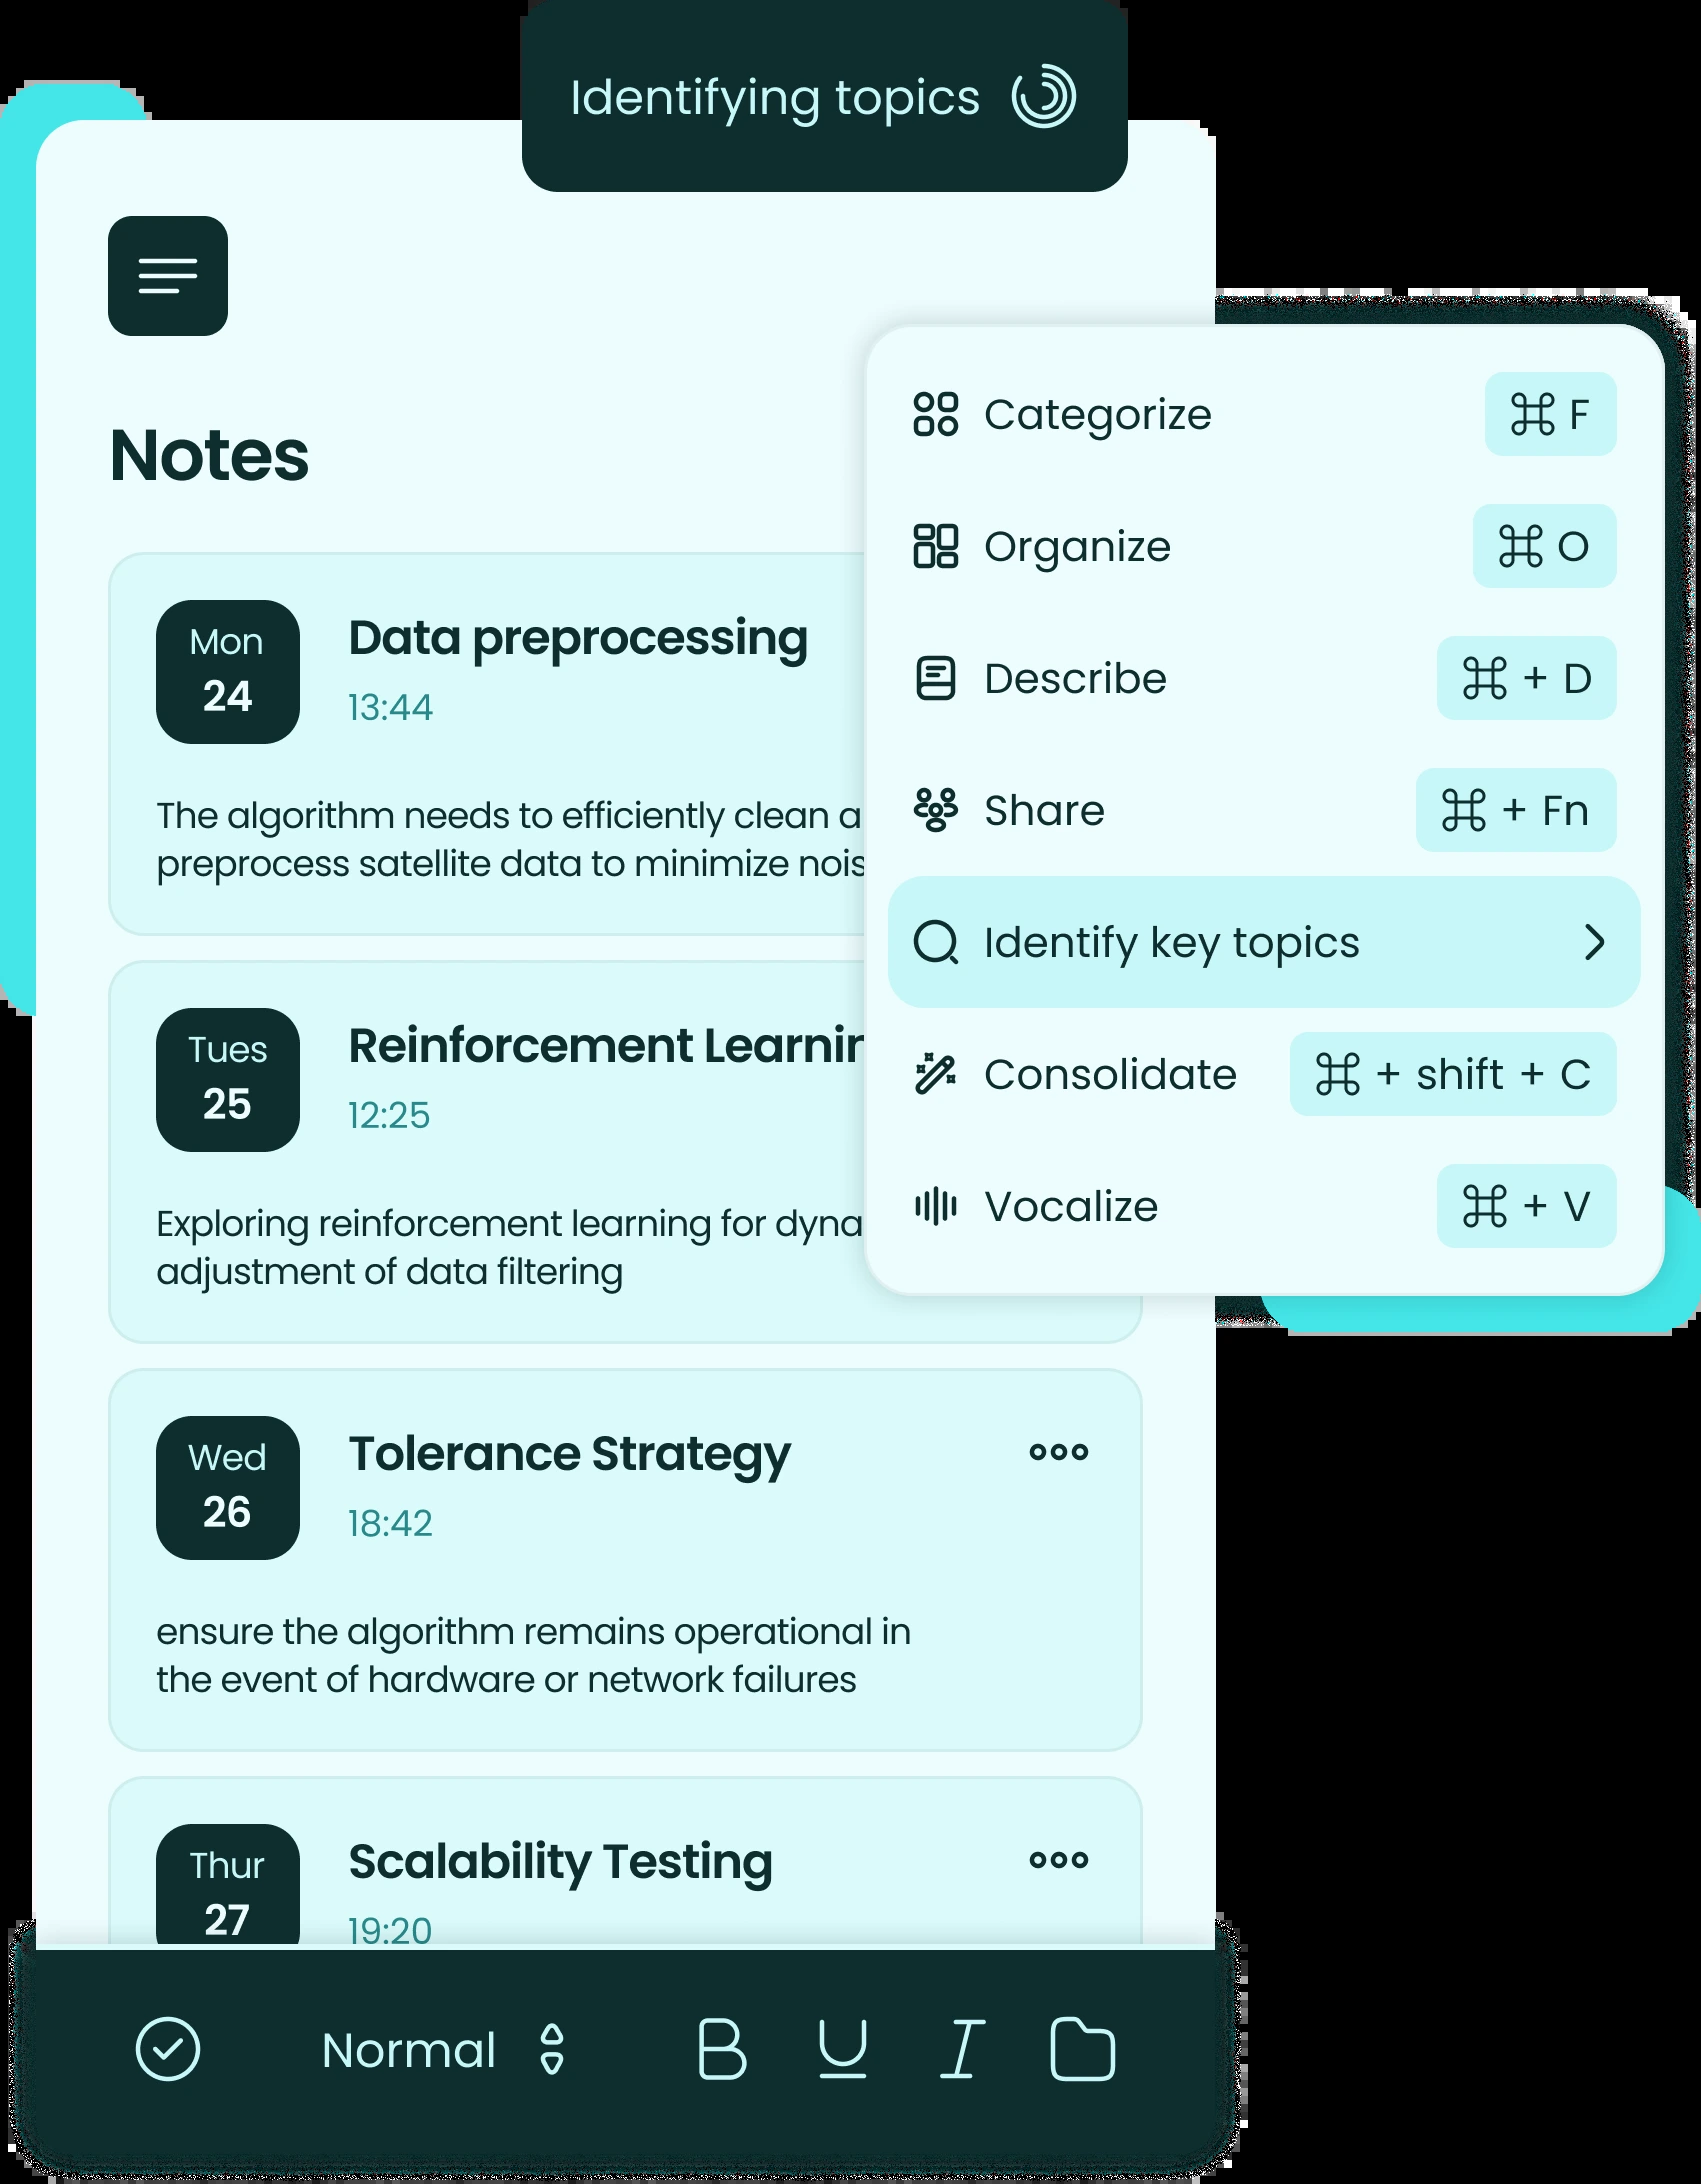 Identifying topics
Notes
Mon
24
Data preprocessing
13:44
The algorithm needs to efficiently clean a
preprocess satellite data to minimize nois
Tues
25
Reinforcement Learnin
12:25
Exploring reinforcement learning for dyna
adjustment of data filtering
Wed
26
Tolerance Strategy
18:42
ensure the algorithm remains operational in
the event of hardware or network failures
Thur
27
Scalability Testing
19:20
Categorize ⌘ F
Organize ⌘ O
Describe ⌘ + D
Share ⌘ + Fn
Identify key topics
Consolidate ⌘ + shift + C
Vocalize ⌘ + V
Normal B U I